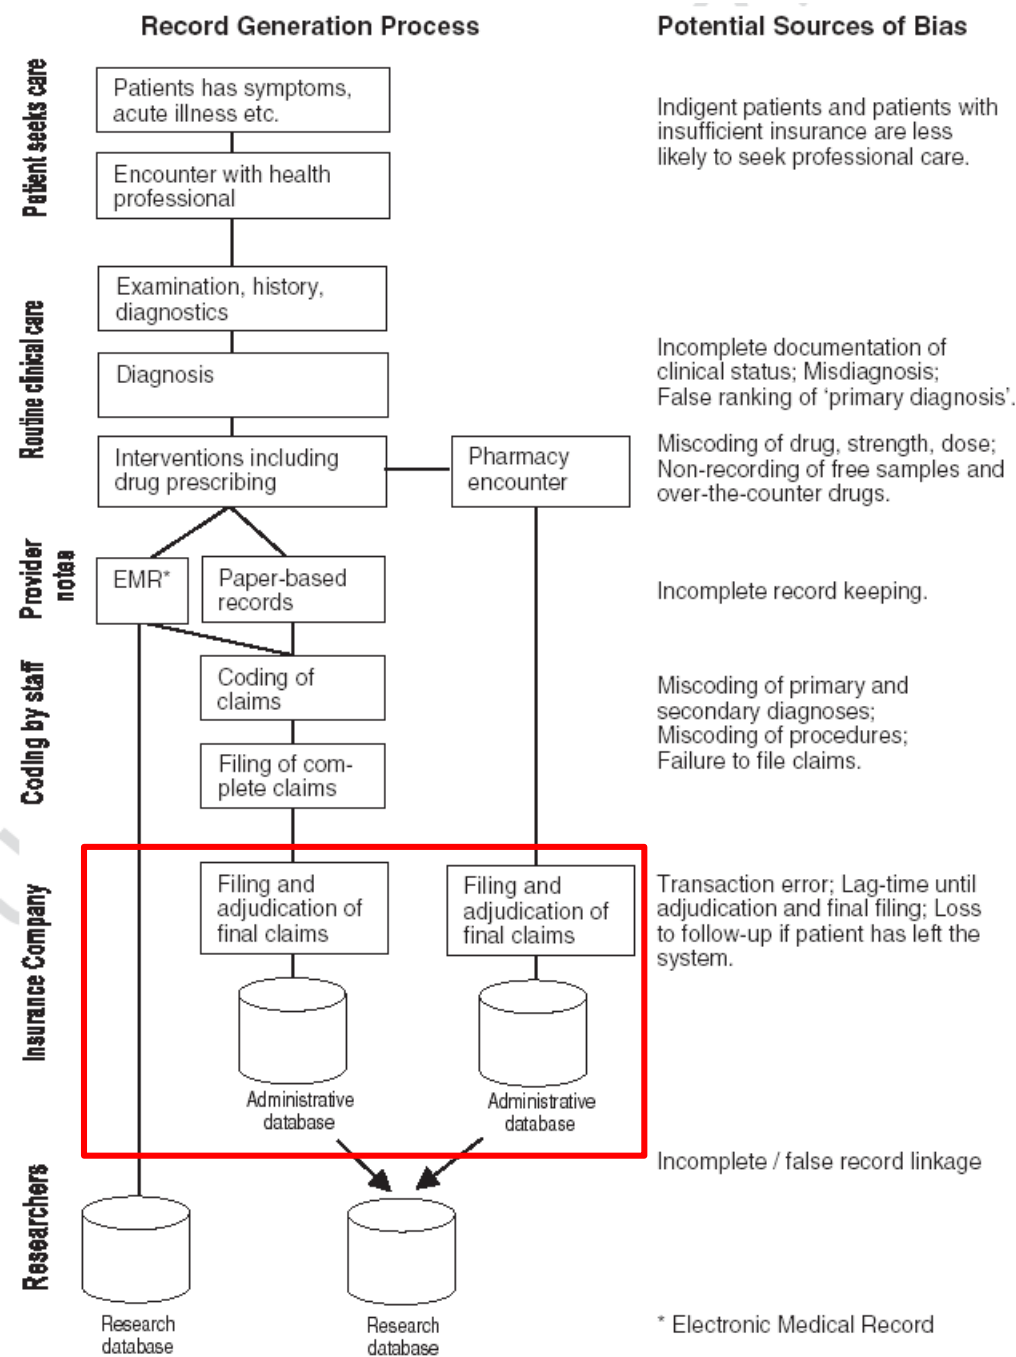 Record Generation Process
Potential Sources of Bias
Patient seeks care
Patients has symptoms,
acute illness etc.
Encounter with health
professional
Indigent patients and patients with
insufficient insurance are less
likely to seek professional care.
Routine clinical care
Examination, history,
diagnostics
Diagnosis
Incomplete documentation of
clinical status; Misdiagnosis;
False ranking of ‘primary diagnosis’.
Interventions including
drug prescribing
Pharmacy
encounter
Miscoding of drug, strength, dose;
Non-recording of free samples and
over-the-counter drugs.
Provider
notes
EMR*
Paper-based
records
Incomplete record keeping.
Coding by staff
Coding of
claims
Filing of com-
plete claims
Miscoding of primary and
secondary diagnoses;
Miscoding of procedures;
Failure to file claims.
Insurance Company
Filing and
adjudication of
final claims
Filing and
adjudication of
final claims
Transaction error; Lag-time until
adjudication and final filing; Loss
to follow-up if patient has left the
system.
Administrative
database
Administrative
database
Incomplete / false record linkage
Researchers
Research
database
Research
database
* Electronic Medical Record